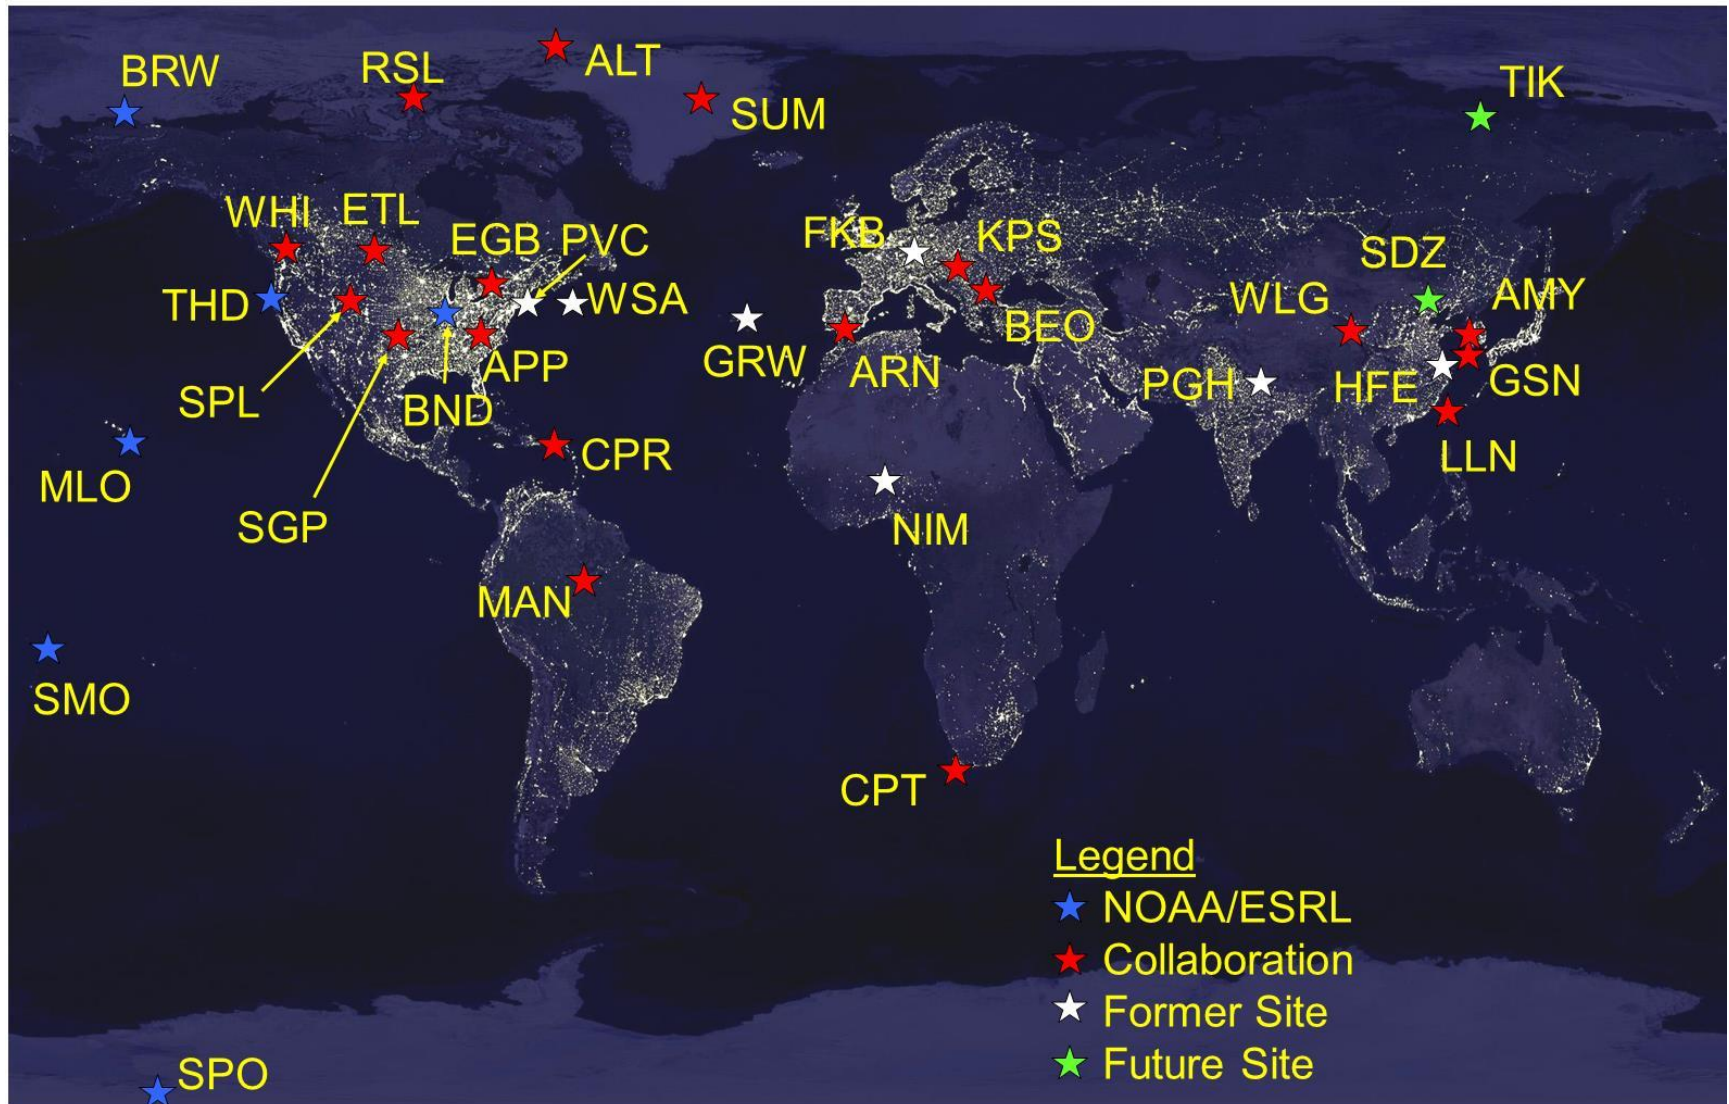 BRW
RSL
ALT
SUM
TIK
WHI
ETL
EGB
PVC
FKB
KPS
SDZ
THD
WSA
WLG
AMY
GRW
BEO
SPL
BND
APP
ARN
PGH
HFE
GSN
MLO
CPR
LLN
SGP
NIM
MAN
SMO
CPT
Legend
NOAA/ESRL
Collaboration
Former Site
Future Site
SPO